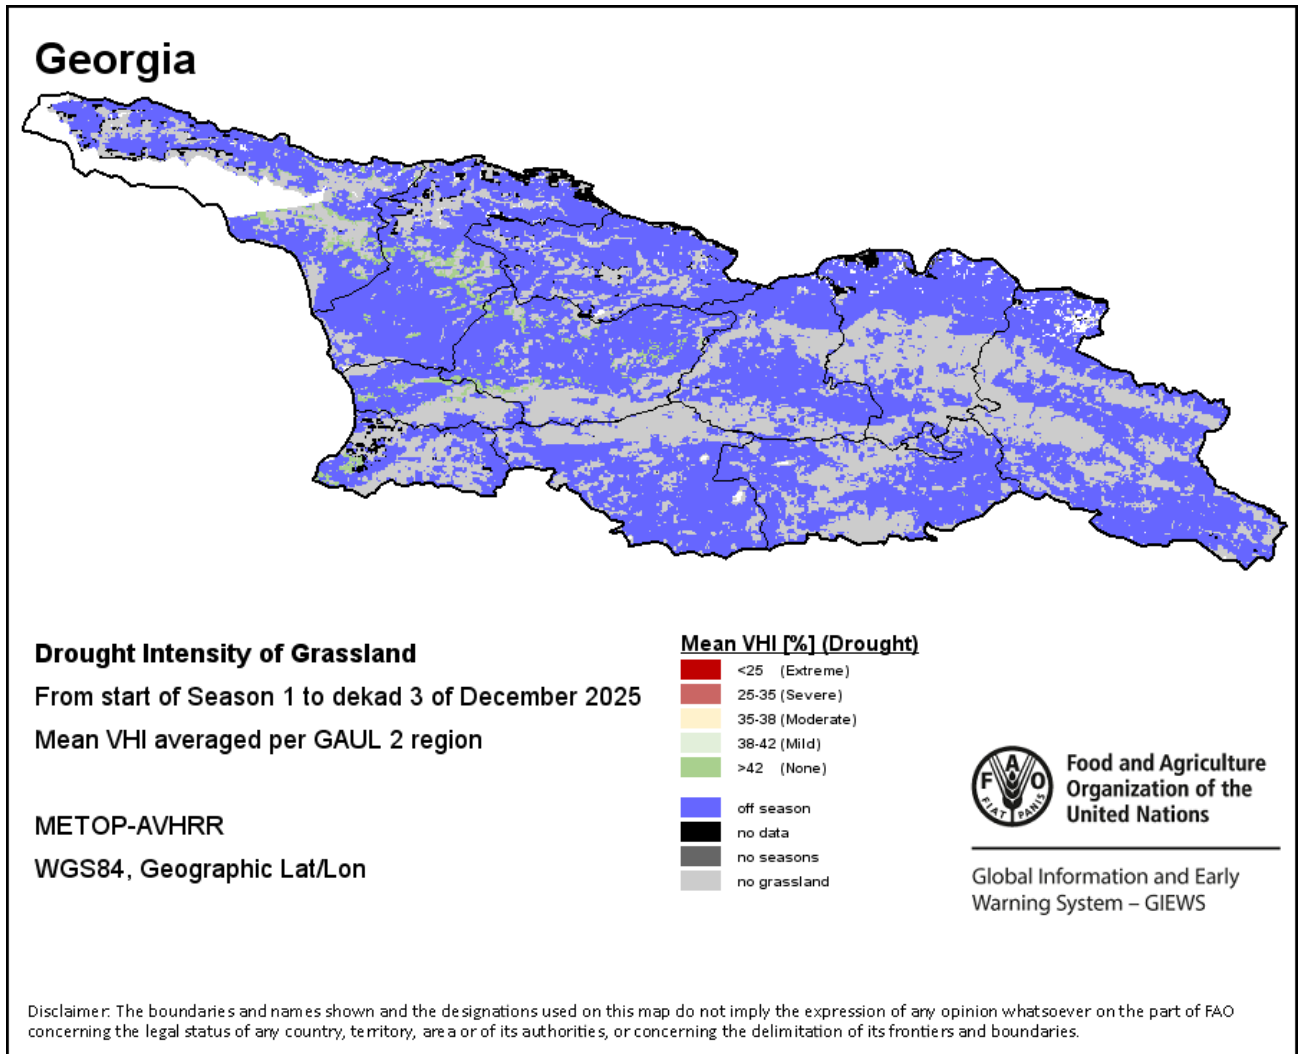 Georgia
Drought Intensity of Grassland
From start of Season 1 to dekad 3 of December 2025
Mean VHI averaged per GAUL 2 region
METOP-AVHRR
WGS84, Geographic Lat/Lon
Mean VHI [%] (Drought)
<25 (Extreme)
25-35 (Severe)
35-38 (Moderate)
38-42 (Mild)
>42 (None)
off season
no data
no seasons
no grassland
F A O
FIAT PANIS
Food and Agriculture
Organization of the
United Nations
Global Information and Early
Warning System – GIEWS
Disclaimer: The boundaries and names shown and the designations used on this map do not imply the expression of any opinion whatsoever on the part of FAO
concerning the legal status of any country, territory, area or of its authorities, or concerning the delimitation of its frontiers and boundaries.